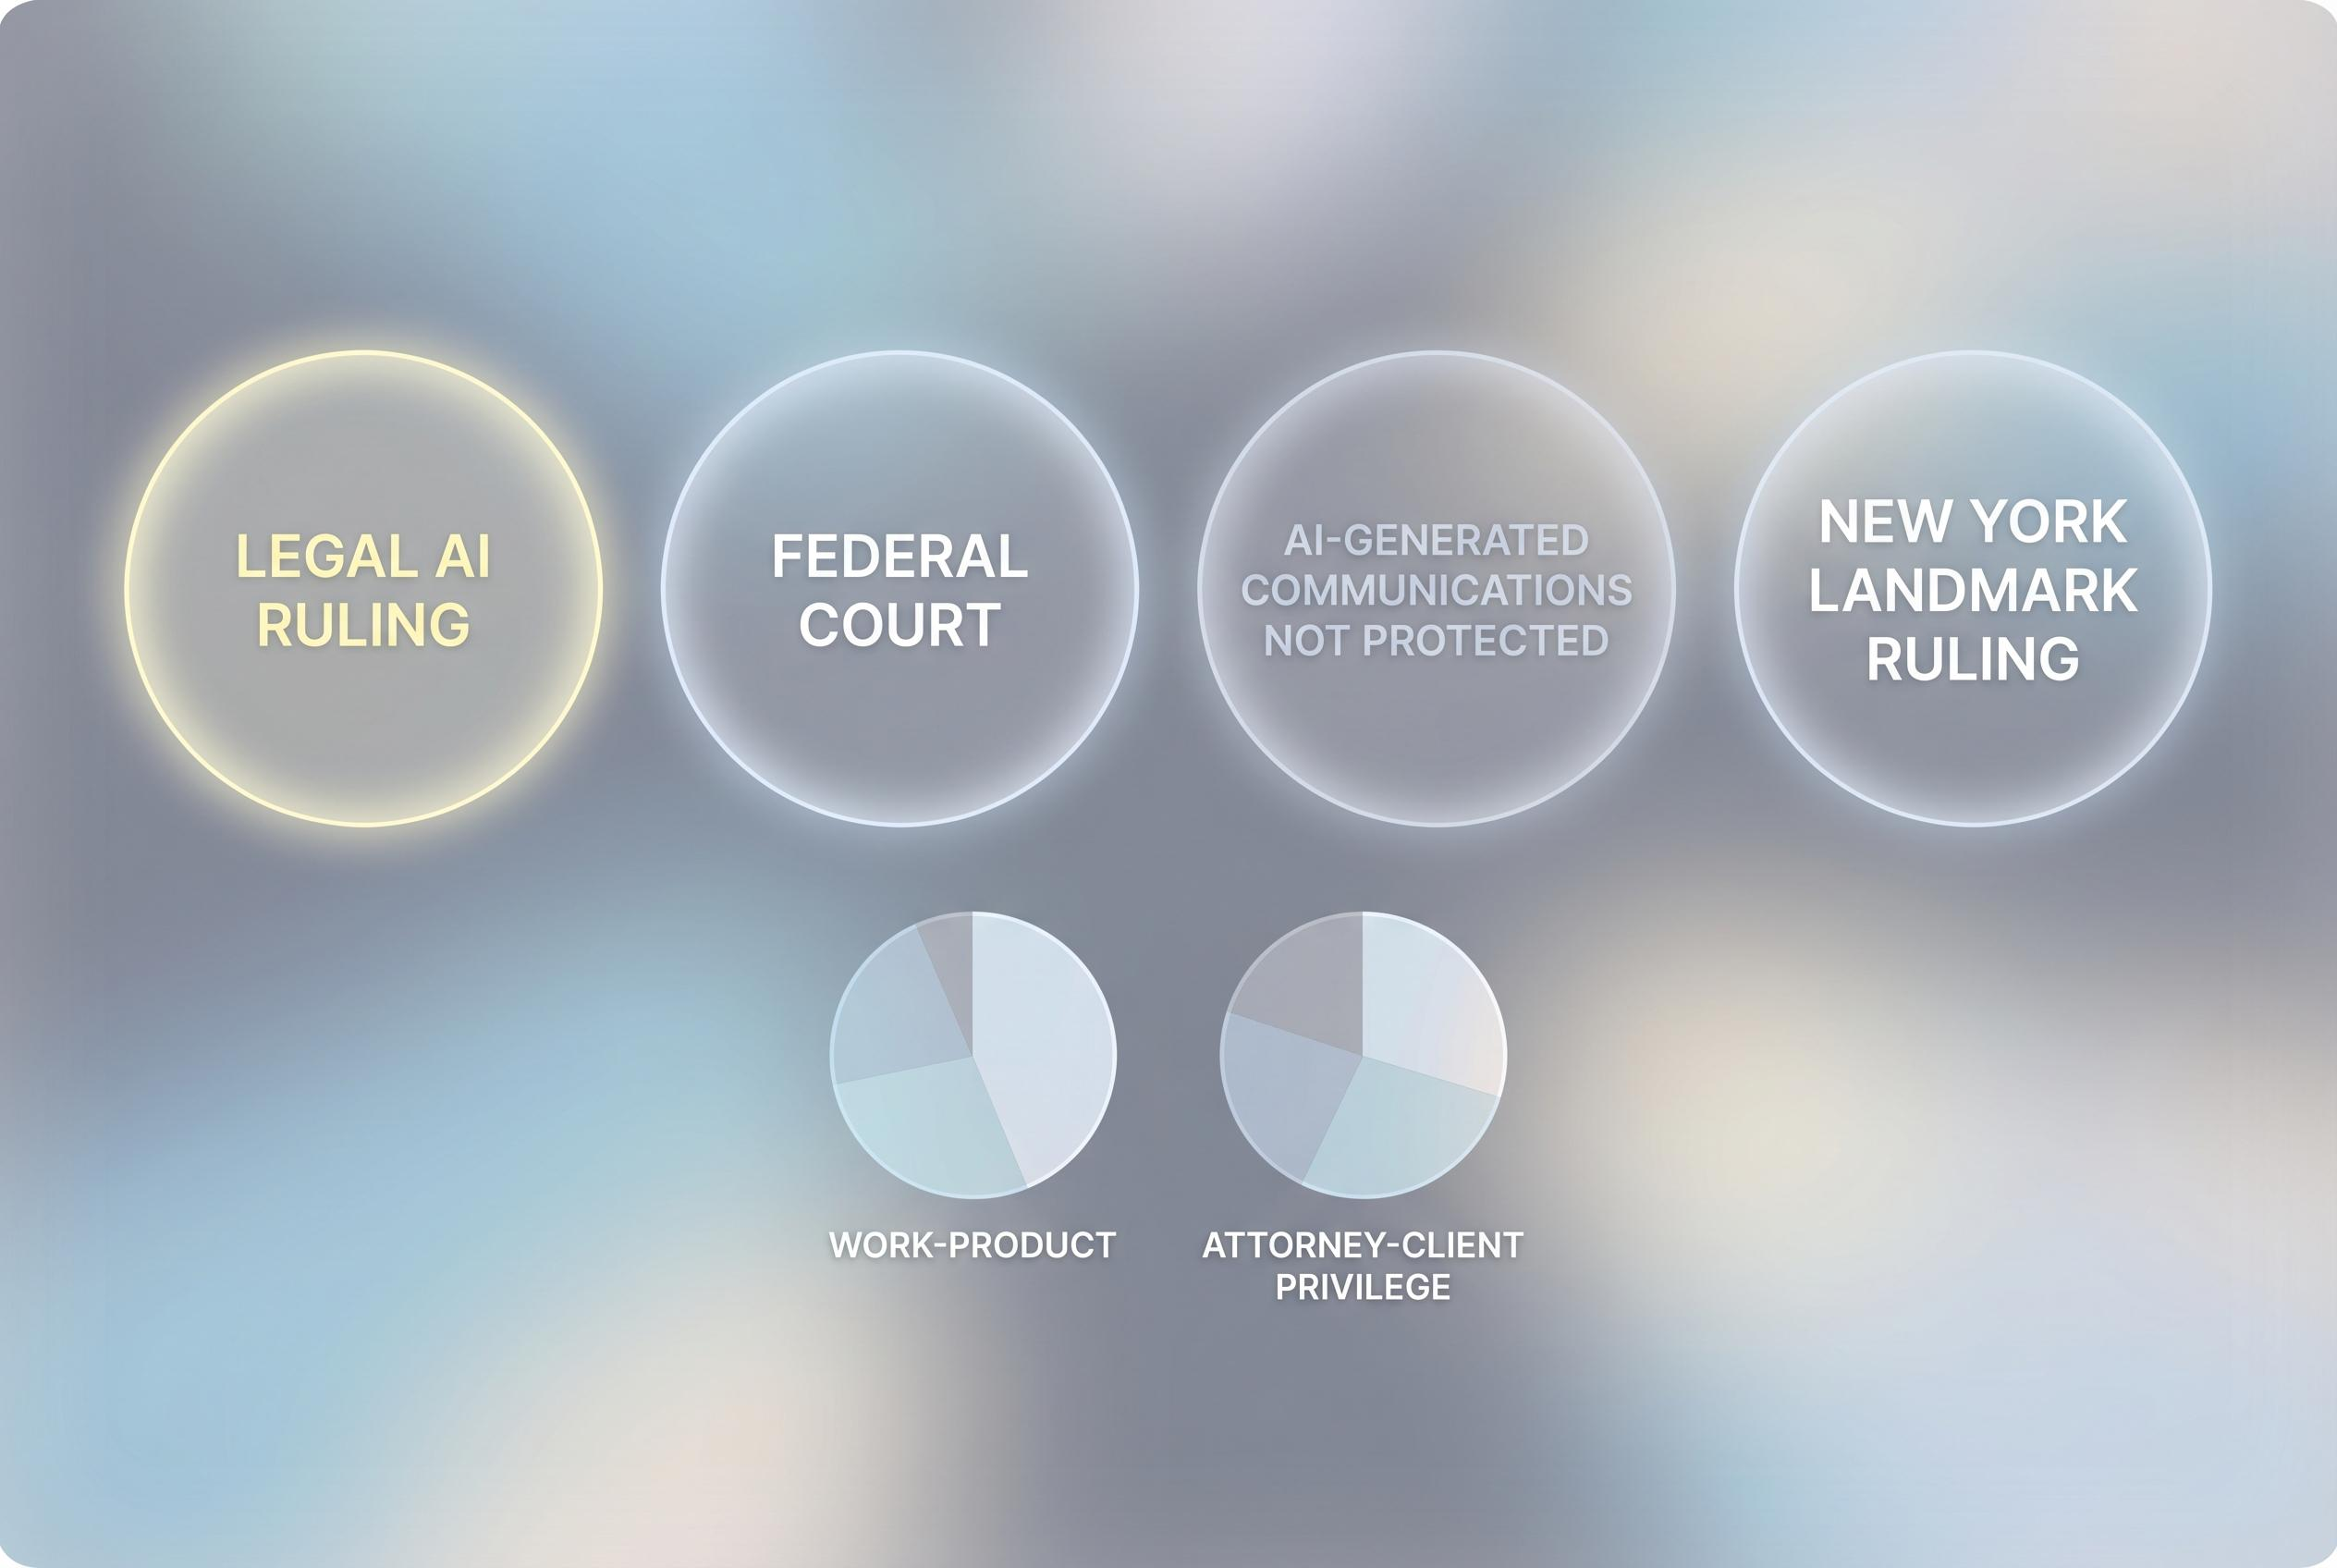 LEGAL AI
RULING
FEDERAL
COURT
AI-GENERATED
COMMUNICATIONS
NOT PROTECTED
NEW YORK
LANDMARK
RULING
WORK-PRODUCT
ATTORNEY-CLIENT
PRIVILEGE